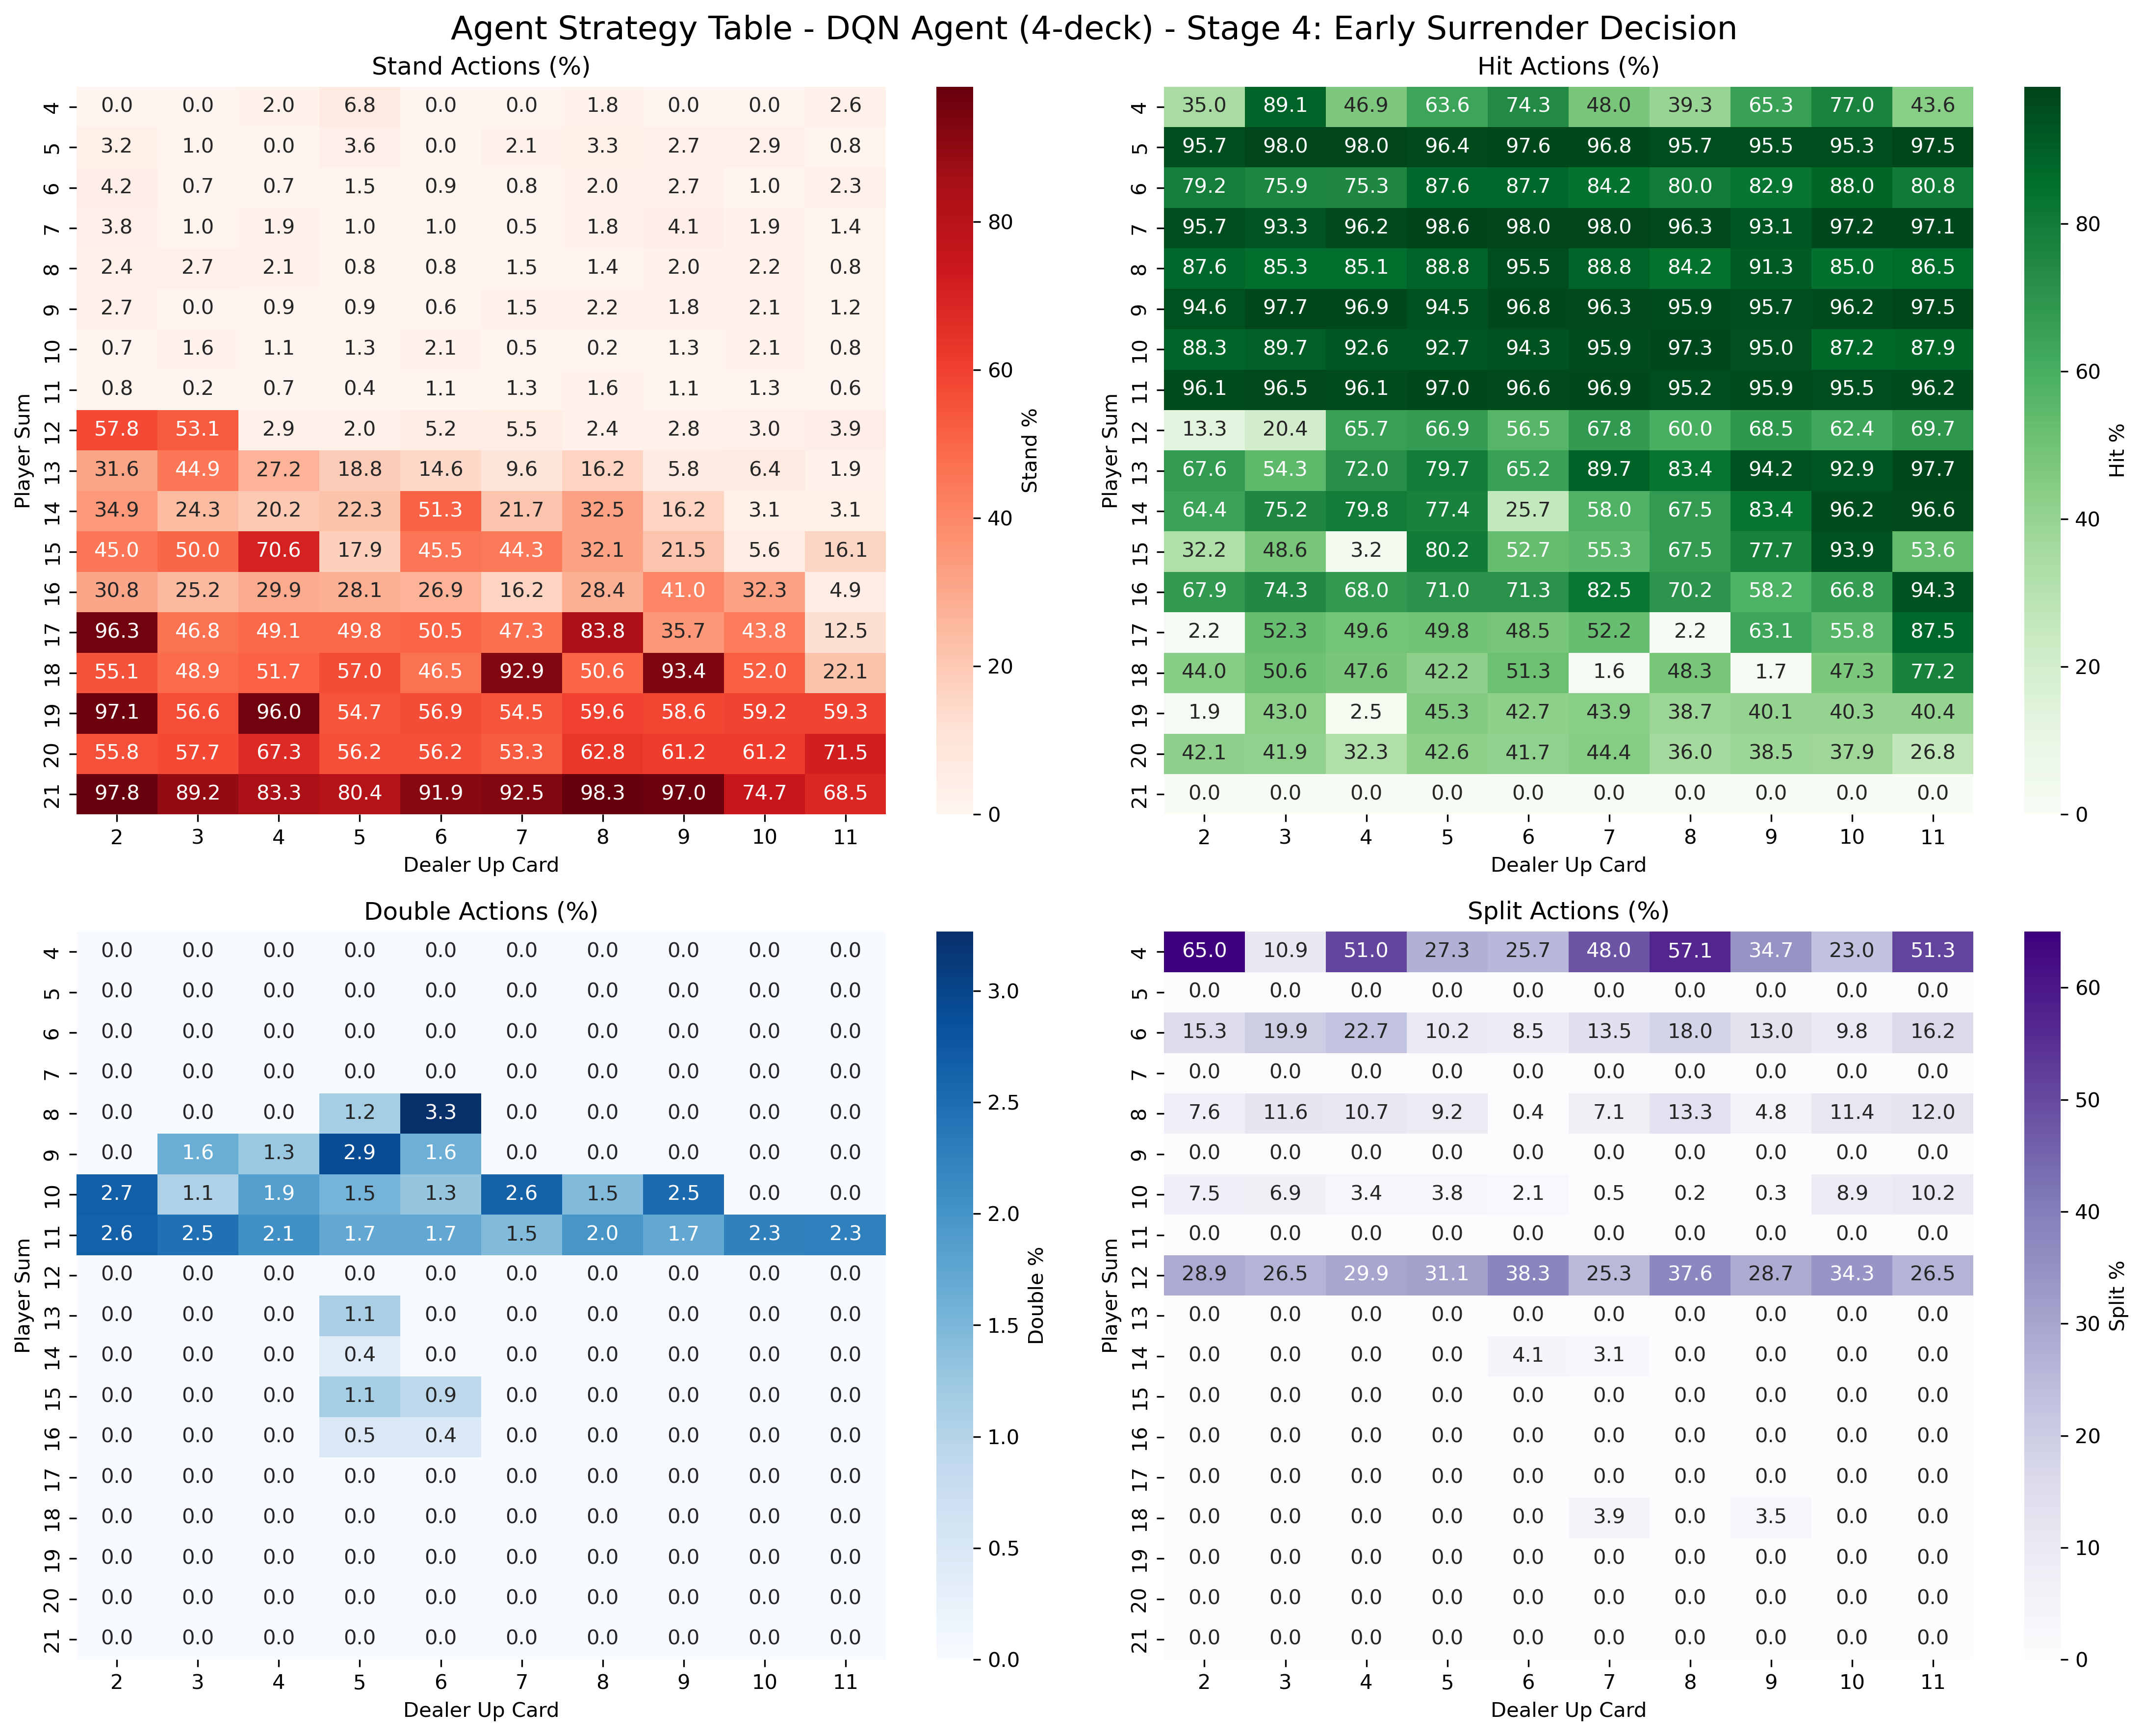 Agent Strategy Table - DQN Agent (4-deck) - Stage 4: Early Surrender Decision
Stand Actions (%)
4 0.0 0.0 2.0 6.8 0.0 0.0 1.8 0.0 0.0 2.6
5 3.2 1.0 0.0 3.6 0.0 2.1 3.3 2.7 2.9 0.8
6 4.2 0.7 0.7 1.5 0.9 0.8 2.0 2.7 1.0 2.3
7 3.8 1.0 1.9 1.0 1.0 0.5 1.8 4.1 1.9 1.4
8 2.4 2.7 2.1 0.8 0.8 1.5 1.4 2.0 2.2 0.8
9 2.7 0.0 0.9 0.9 0.6 1.5 2.2 1.8 2.1 1.2
10 0.7 1.6 1.1 1.3 2.1 0.5 0.2 1.3 2.1 0.8
11 0.8 0.2 0.7 0.4 1.1 1.3 1.6 1.1 1.3 0.6
12 57.8 53.1 2.9 2.0 5.2 5.5 2.4 2.8 3.0 3.9
13 31.6 44.9 27.2 18.8 14.6 9.6 16.2 5.8 6.4 1.9
14 34.9 24.3 20.2 22.3 51.3 21.7 32.5 16.2 3.1 3.1
15 45.0 50.0 70.6 17.9 45.5 44.3 32.1 21.5 5.6 16.1
16 30.8 25.2 29.9 28.1 26.9 16.2 28.4 41.0 32.3 4.9
17 96.3 46.8 49.1 49.8 50.5 47.3 83.8 35.7 43.8 12.5
18 55.1 48.9 51.7 57.0 46.5 92.9 50.6 93.4 52.0 22.1
19 97.1 56.6 96.0 54.7 56.9 54.5 59.6 58.6 59.2 59.3
20 55.8 57.7 67.3 56.2 56.2 53.3 62.8 61.2 61.2 71.5
21 97.8 89.2 83.3 80.4 91.9 92.5 98.3 97.0 74.7 68.5
2 3 4 5 6 7 8 9 10 11
Dealer Up Card
Player Sum
80
60
40
20
0
Stand %
Hit Actions (%)
4 35.0 89.1 46.9 63.6 74.3 48.0 39.3 65.3 77.0 43.6
5 95.7 98.0 98.0 96.4 97.6 96.8 95.7 95.5 95.3 97.5
6 79.2 75.9 75.3 87.6 87.7 84.2 80.0 82.9 88.0 80.8
7 95.7 93.3 96.2 98.6 98.0 98.0 96.3 93.1 97.2 97.1
8 87.6 85.3 85.1 88.8 95.5 88.8 84.2 91.3 85.0 86.5
9 94.6 97.7 96.9 94.5 96.8 96.3 95.9 95.7 96.2 97.5
10 88.3 89.7 92.6 92.7 94.3 95.9 97.3 95.0 87.2 87.9
11 96.1 96.5 96.1 97.0 96.6 96.9 95.2 95.9 95.5 96.2
12 13.3 20.4 65.7 66.9 56.5 67.8 60.0 68.5 62.4 69.7
13 67.6 54.3 72.0 79.7 65.2 89.7 83.4 94.2 92.9 97.7
14 64.4 75.2 79.8 77.4 25.7 58.0 67.5 83.4 96.2 96.6
15 32.2 48.6 3.2 80.2 52.7 55.3 67.5 77.7 93.9 53.6
16 67.9 74.3 68.0 71.0 71.3 82.5 70.2 58.2 66.8 94.3
17 2.2 52.3 49.6 49.8 48.5 52.2 2.2 63.1 55.8 87.5
18 44.0 50.6 47.6 42.2 51.3 1.6 48.3 1.7 47.3 77.2
19 1.9 43.0 2.5 45.3 42.7 43.9 38.7 40.1 40.3 40.4
20 42.1 41.9 32.3 42.6 41.7 44.4 36.0 38.5 37.9 26.8
21 0.0 0.0 0.0 0.0 0.0 0.0 0.0 0.0 0.0 0.0
2 3 4 5 6 7 8 9 10 11
Dealer Up Card
Player Sum
80
60
40
20
0
Hit %
Double Actions (%)
4 0.0 0.0 0.0 0.0 0.0 0.0 0.0 0.0 0.0 0.0
5 0.0 0.0 0.0 0.0 0.0 0.0 0.0 0.0 0.0 0.0
6 0.0 0.0 0.0 0.0 0.0 0.0 0.0 0.0 0.0 0.0
7 0.0 0.0 0.0 0.0 0.0 0.0 0.0 0.0 0.0 0.0
8 0.0 0.0 0.0 1.2 3.3 0.0 0.0 0.0 0.0 0.0
9 0.0 1.6 1.3 2.9 1.6 0.0 0.0 0.0 0.0 0.0
10 2.7 1.1 1.9 1.5 1.3 2.6 1.5 2.5 0.0 0.0
11 2.6 2.5 2.1 1.7 1.7 1.5 2.0 1.7 2.3 2.3
12 0.0 0.0 0.0 0.0 0.0 0.0 0.0 0.0 0.0 0.0
13 0.0 0.0 0.0 1.1 0.0 0.0 0.0 0.0 0.0 0.0
14 0.0 0.0 0.0 0.4 0.0 0.0 0.0 0.0 0.0 0.0
15 0.0 0.0 0.0 1.1 0.9 0.0 0.0 0.0 0.0 0.0
16 0.0 0.0 0.0 0.5 0.4 0.0 0.0 0.0 0.0 0.0
17 0.0 0.0 0.0 0.0 0.0 0.0 0.0 0.0 0.0 0.0
18 0.0 0.0 0.0 0.0 0.0 0.0 0.0 0.0 0.0 0.0
19 0.0 0.0 0.0 0.0 0.0 0.0 0.0 0.0 0.0 0.0
20 0.0 0.0 0.0 0.0 0.0 0.0 0.0 0.0 0.0 0.0
21 0.0 0.0 0.0 0.0 0.0 0.0 0.0 0.0 0.0 0.0
2 3 4 5 6 7 8 9 10 11
Dealer Up Card
Player Sum
3.0
2.5
2.0
1.5
1.0
0.5
0.0
Double %
Split Actions (%)
4 65.0 10.9 51.0 27.3 25.7 48.0 57.1 34.7 23.0 51.3
5 0.0 0.0 0.0 0.0 0.0 0.0 0.0 0.0 0.0 0.0
6 15.3 19.9 22.7 10.2 8.5 13.5 18.0 13.0 9.8 16.2
7 0.0 0.0 0.0 0.0 0.0 0.0 0.0 0.0 0.0 0.0
8 7.6 11.6 10.7 9.2 0.4 7.1 13.3 4.8 11.4 12.0
9 0.0 0.0 0.0 0.0 0.0 0.0 0.0 0.0 0.0 0.0
10 7.5 6.9 3.4 3.8 2.1 0.5 0.2 0.3 8.9 10.2
11 0.0 0.0 0.0 0.0 0.0 0.0 0.0 0.0 0.0 0.0
12 28.9 26.5 29.9 31.1 38.3 25.3 37.6 28.7 34.3 26.5
13 0.0 0.0 0.0 0.0 0.0 0.0 0.0 0.0 0.0 0.0
14 0.0 0.0 0.0 0.0 4.1 3.1 0.0 0.0 0.0 0.0
15 0.0 0.0 0.0 0.0 0.0 0.0 0.0 0.0 0.0 0.0
16 0.0 0.0 0.0 0.0 0.0 0.0 0.0 0.0 0.0 0.0
17 0.0 0.0 0.0 0.0 0.0 0.0 0.0 0.0 0.0 0.0
18 0.0 0.0 0.0 0.0 0.0 3.9 0.0 3.5 0.0 0.0
19 0.0 0.0 0.0 0.0 0.0 0.0 0.0 0.0 0.0 0.0
20 0.0 0.0 0.0 0.0 0.0 0.0 0.0 0.0 0.0 0.0
21 0.0 0.0 0.0 0.0 0.0 0.0 0.0 0.0 0.0 0.0
2 3 4 5 6 7 8 9 10 11
Dealer Up Card
Player Sum
60
50
40
30
20
10
0
Split %